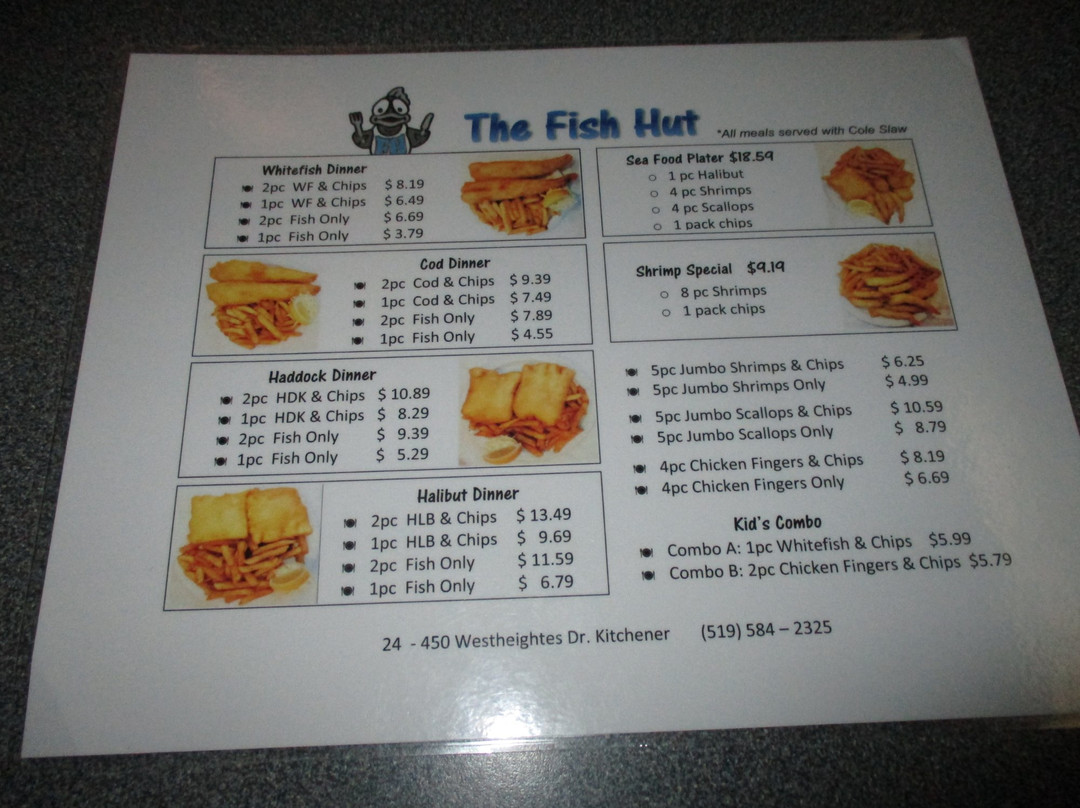 The Fish Hut
*All meals served with Cole Slaw
Whitefish Dinner
2pc WF & Chips $ 8.19
1pc WF & Chips $ 6.49
2pc Fish Only $ 6.69
1pc Fish Only $ 3.79
Cod Dinner
2pc Cod & Chips $ 9.39
1pc Cod & Chips $ 7.49
2pc Fish Only $ 7.89
1pc Fish Only $ 4.55
Haddock Dinner
2pc HDK & Chips $ 10.89
1pc HDK & Chips $ 8.29
2pc Fish Only $ 9.39
1pc Fish Only $ 5.29
Halibut Dinner
2pc HLB & Chips $ 13.49
1pc HLB & Chips $ 9.69
2pc Fish Only $ 11.59
1pc Fish Only $ 6.79
Sea Food Plater $18.59
1 pc Halibut
4 pc Shrimps
4 pc Scallops
1 pack chips
Shrimp Special $9.19
8 pc Shrimps
1 pack chips
5pc Jumbo Shrimps & Chips $ 6.25
5pc Jumbo Shrimps Only $ 4.99
5pc Jumbo Scallops & Chips $ 10.59
5pc Jumbo Scallops Only $ 8.79
4pc Chicken Fingers & Chips $ 8.19
4pc Chicken Fingers Only $ 6.69
Kid's Combo
Combo A: 1pc Whitefish & Chips $5.99
Combo B: 2pc Chicken Fingers & Chips $5.79
24 - 450 Westheightes Dr. Kitchener (519) 584 – 2325